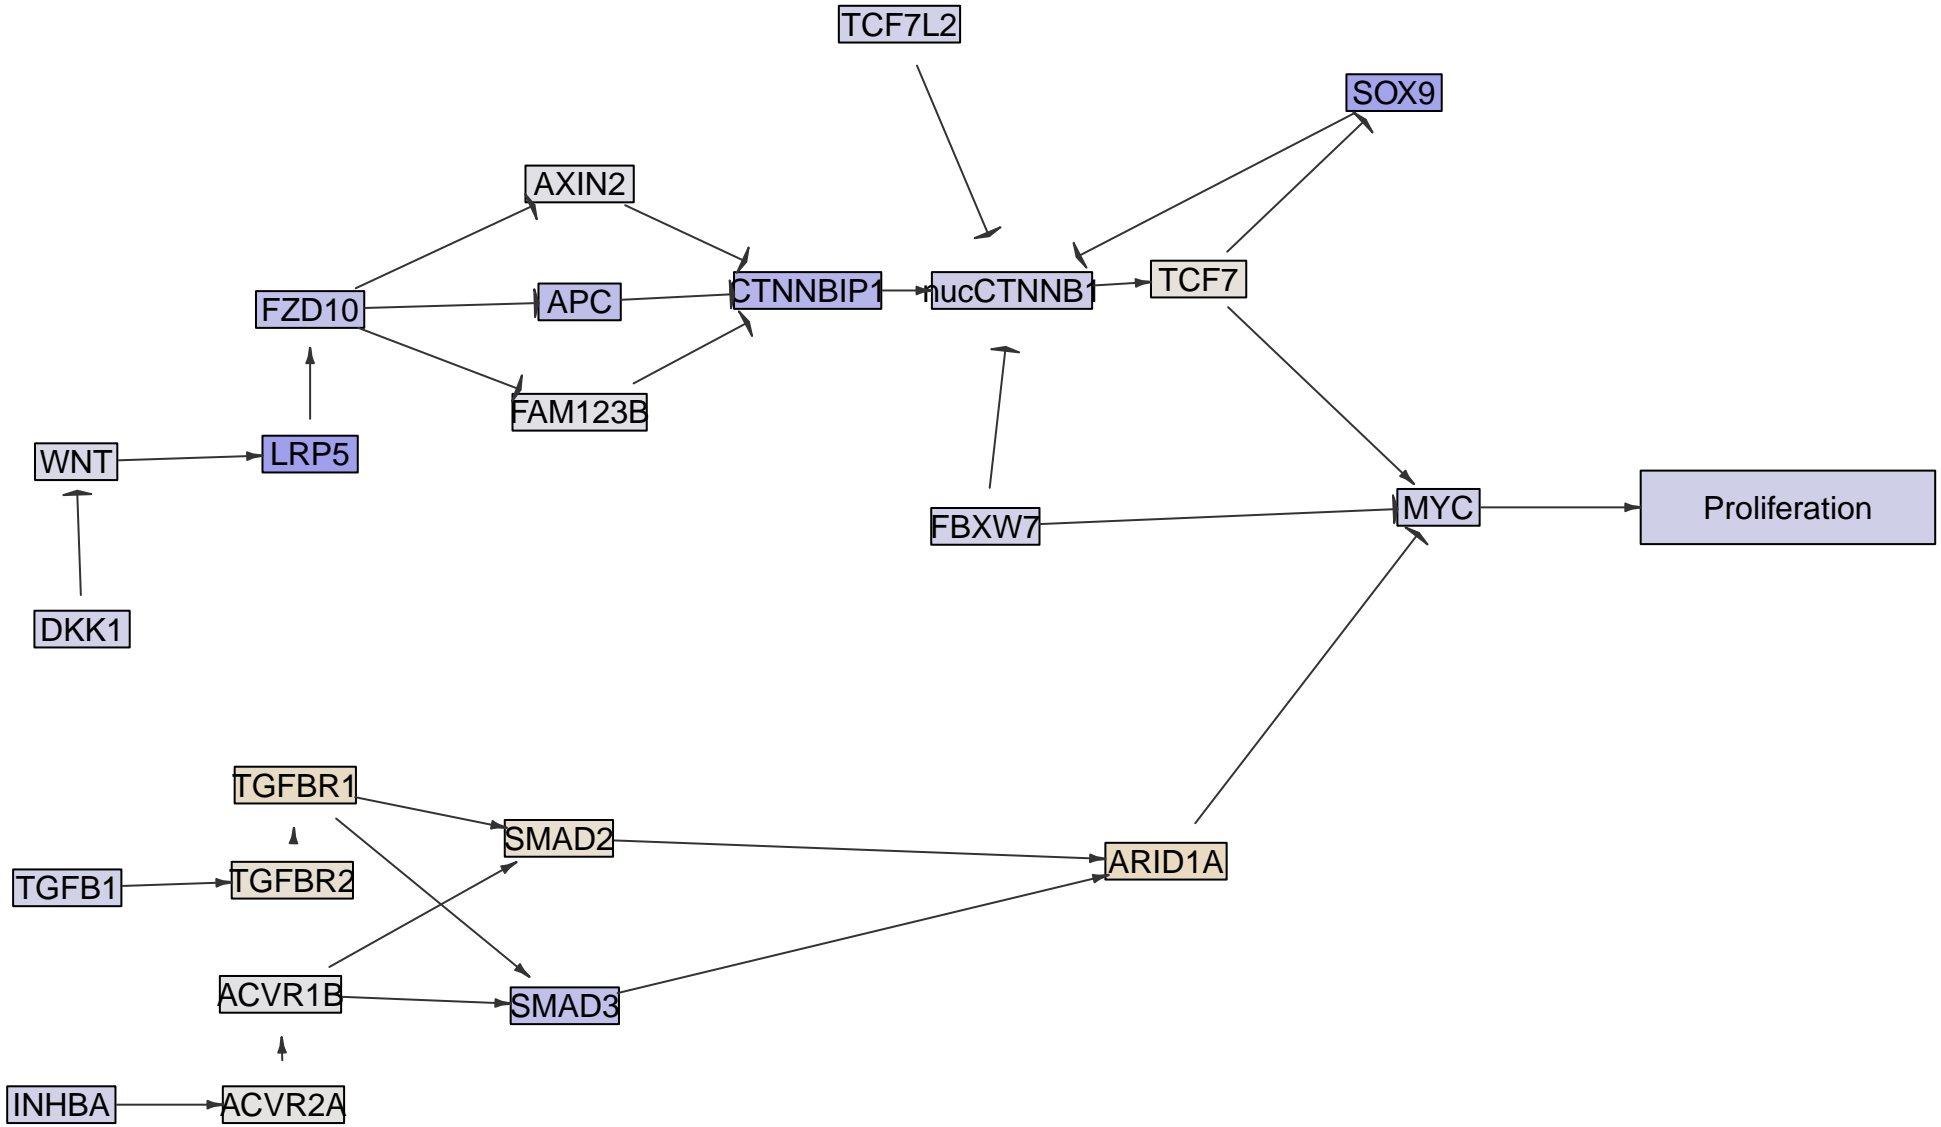 TCF7L2
SOX9
AXIN2
FZD10
APC
CTNNBIP1
nucCTNNB1
TCF7
FAM123B
WNT
LRP5
FBXW7
MYC
Proliferation
DKK1
TGFBR1
SMAD2
TGFB1
TGFBR2
ARID1A
ACVR1B
SMAD3
INHBA
ACVR2A